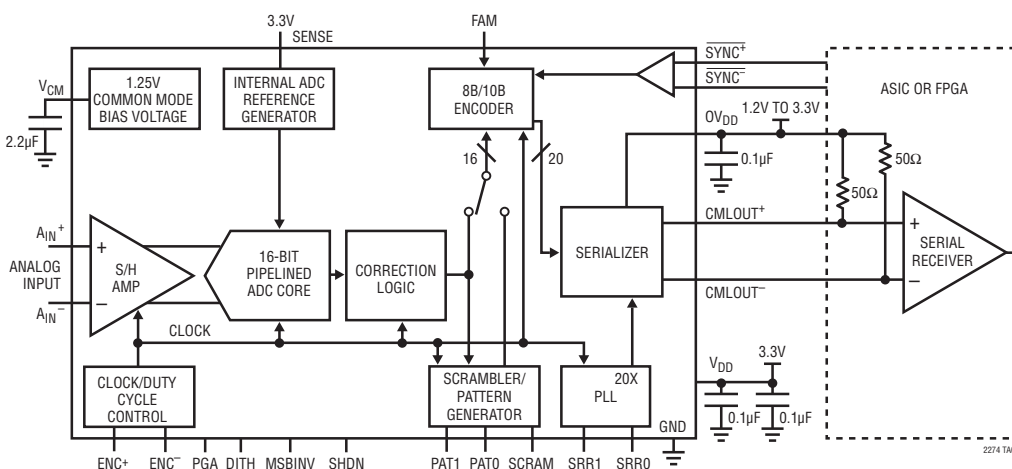 3.3V
SENSE
FAM
SYNC+
SYNC−
ASIC OR FPGA
VCM
2.2µF
1.25V
COMMON MODE
BIAS VOLTAGE
INTERNAL ADC
REFERENCE
GENERATOR
8B/10B
ENCODER
16
20
OVDD
1.2V TO 3.3V
0.1µF
50Ω
50Ω
AIN+
ANALOG
INPUT
AIN−
+
−
S/H
AMP
16-BIT
PIPELINED
ADC CORE
CORRECTION
LOGIC
SERIALIZER
CMLOUT+
CMLOUT−
+
−
SERIAL
RECEIVER
CLOCK
CLOCK/DUTY
CYCLE
CONTROL
SCRAMBLER/
PATTERN
GENERATOR
20X
PLL
VDD
3.3V
0.1µF
0.1µF
GND
ENC+
ENC−
PGA
DITH
MSBINV
SHDN
PAT1
PAT0
SCRAM
SRR1
SRR0